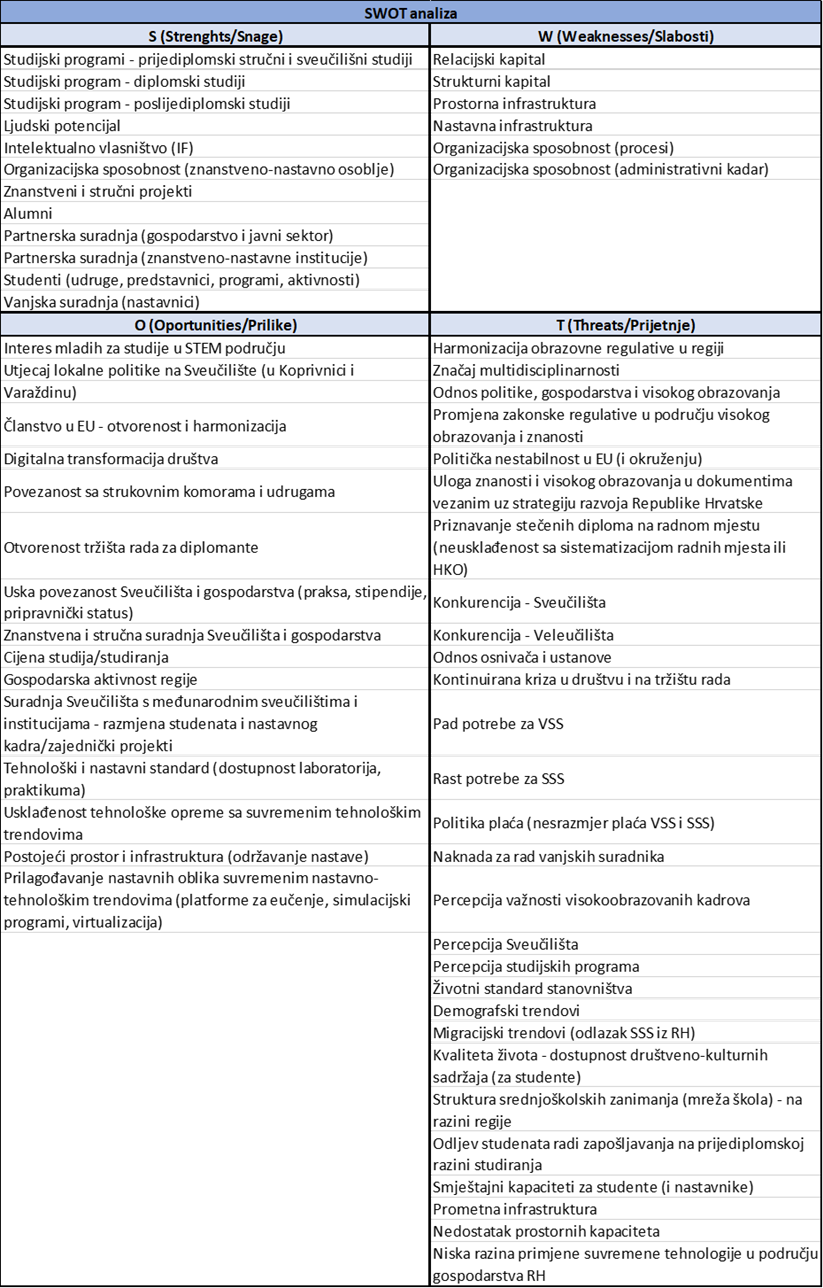 SWOT analiza
S (Strenghts/Snage)
Studijski programi - prijediplomski stručni i sveučilišni studiji
Studijski program - diplomski studiji
Studijski program - poslijediplomski studiji
Ljudski potencijal
Intelektualno vlasništvo (IF)
Organizacijska sposobnost (znanstveno-nastavno osoblje)
Znanstveni i stručni projekti
Alumni
Partnerska suradnja (gospodarstvo i javni sektor)
Partnerska suradnja (znanstveno-nastavne institucije)
Studenti (udruge, predstavnici, programi, aktivnosti)
Vanjska suradnja (nastavnici)
W (Weaknesses/Slabosti)
Relacijski kapital
Strukturni kapital
Prostorna infrastruktura
Nastavna infrastruktura
Organizacijska sposobnost (procesi)
Organizacijska sposobnost (administrativni kadar)
O (Oportunities/Prilike)
Interes mladih za studije u STEM području
Utjecaj lokalne politike na Sveučilište (u Koprivnici i
Varaždinu)
Članstvo u EU - otvorenost i harmonizacija
Digitalna transformacija društva
Povezanost sa strukovnim komorama i udrugama
Otvorenost tržišta rada za diplomante
Uska povezanost Sveučilišta i gospodarstva (praksa, stipendije,
pripravnički status)
Znanstvena i stručna suradnja Sveučilišta i gospodarstva
Cijena studija/studiranja
Gospodarska aktivnost regije
Suradnja Sveučilišta s međunarodnim sveučilištima i
institucijama - razmjena studenata i nastavnog
kadra/zajednički projekti
Tehnološki i nastavni standard (dostupnost laboratorija,
praktikuma)
Usklađenost tehnološke opreme sa suvremenim tehnološkim
trendovima
Postojeći prostor i infrastruktura (održavanje nastave)
Prilagođavanje nastavnih oblika suvremenim nastavno-
tehnološkim trendovima (platforme za eučenje, simulacijski
programi, virtualizacija)
T (Threats/Prijetnje)
Harmonizacija obrazovne regulative u regiji
Značaj multidisciplinarnosti
Odnos politike, gospodarstva i visokog obrazovanja
Promjena zakonske regulative u području visokog
obrazovanja i znanosti
Politička nestabilnost u EU (i okruženju)
Uloga znanosti i visokog obrazovanja u dokumentima
vezanim uz strategiju razvoja Republike Hrvatske
Priznavanje stečenih diploma na radnom mjestu
(neusklađenost sa sistematizacijom radnih mjesta ili
HKO)
Konkurencija - Sveučilišta
Konkurencija - Veleučilišta
Odnos osnivača i ustanove
Kontinuirana kriza u društvu i na tržištu rada
Pad potrebe za VSS
Rast potrebe za SSS
Politika plaća (nesrazmjer plaća VSS i SSS)
Naknada za rad vanjskih suradnika
Percepcija važnosti visokoobrazovanih kadrova
Percepcija Sveučilišta
Percepcija studijskih programa
Životni standard stanovništva
Demografski trendovi
Migracijski trendovi (odlazak SSS iz RH)
Kvaliteta života - dostupnost društveno-kulturnih
sadržaja (za studente)
Struktura srednjoškolskih zanimanja (mreža škola) - na
razini regije
Odljev studenata radi zapošljavanja na prijediplomskoj
razini studiranja
Smještajni kapaciteti za studente (i nastavnike)
Prometna infrastruktura
Nedostatak prostornih kapaciteta
Niska razina primjene suvremene tehnologije u području
gospodarstva RH